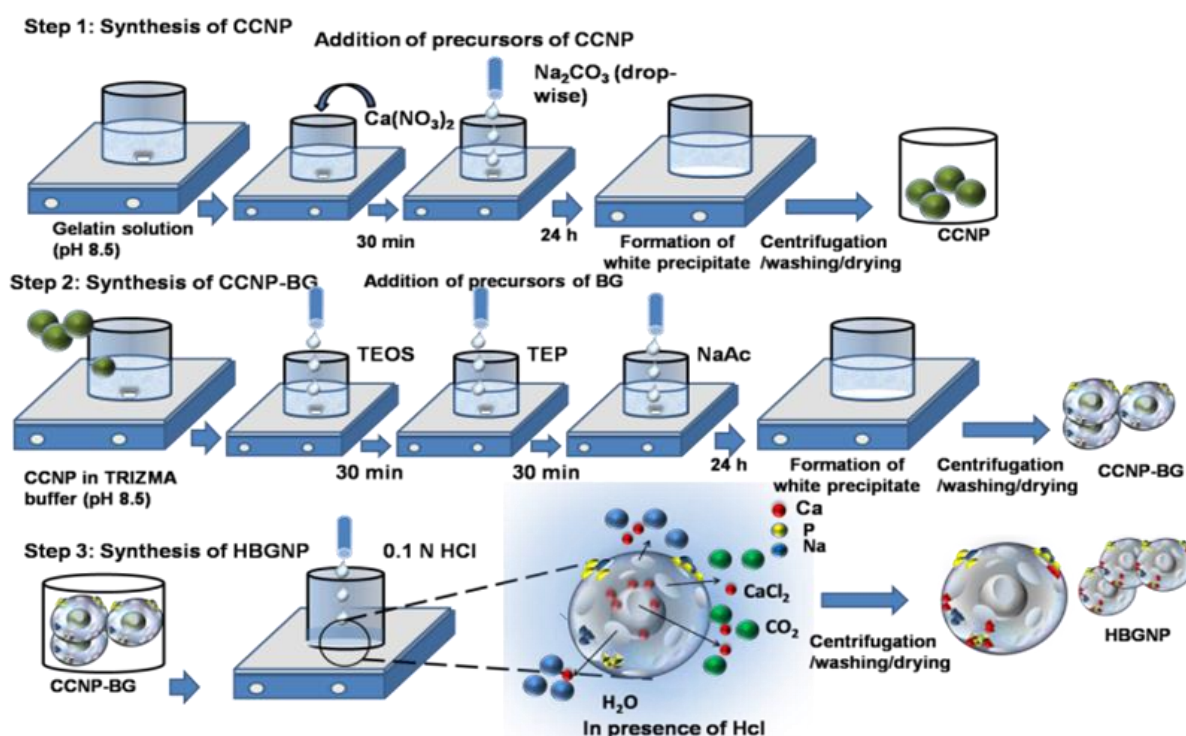 Step 1: Synthesis of CCNP
Addition of precursors of CCNP
Na₂CO₃ (drop-
wise)
Ca(NO₃)₂
Gelatin solution
(pH 8.5)
30 min
24 h
Formation of
white precipitate
Centrifugation
/washing/drying
CCNP
Step 2: Synthesis of CCNP-BG
Addition of precursors of BG
TEOS
TEP
NaAc
CCNP in TRIZMA
buffer (pH 8.5)
30 min
30 min
24 h
Formation of
white precipitate
Centrifugation
/washing/drying
CCNP-BG
Step 3: Synthesis of HBGNP
0.1 N HCl
Ca
P
Na
CaCl₂
CO₂
H₂O
In presence of Hcl
CCNP-BG
Centrifugation
/washing/drying
HBGNP